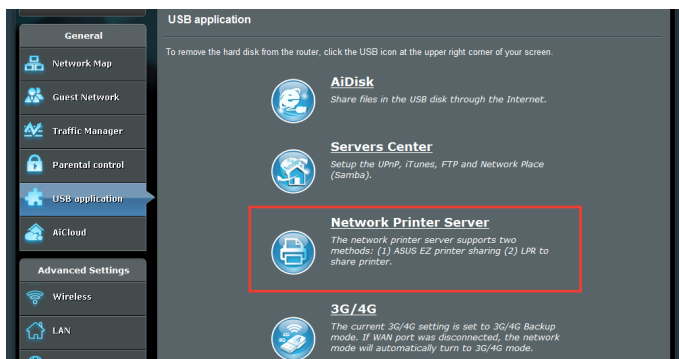 USB application
General
To remove the hard disk from the router, click the USB icon at the upper right corner of your screen.
Network Map
AiDisk
Share files in the USB disk through the Internet.
Guest Network
Traffic Manager
Servers Center
Setup the UPnP, iTunes, FTP and Network Place
(Samba).
Parental control
USB application
Network Printer Server
The network printer server supports two
methods: (1) ASUS EZ printer sharing (2) LPR to
share printer.
AiCloud
Advanced Settings
Wireless
3G/4G
The current 3G/4G setting is set to 3G/4G Backup
mode. If WAN port was disconnected, the network
mode will automatically turn to 3G/4G mode.
LAN